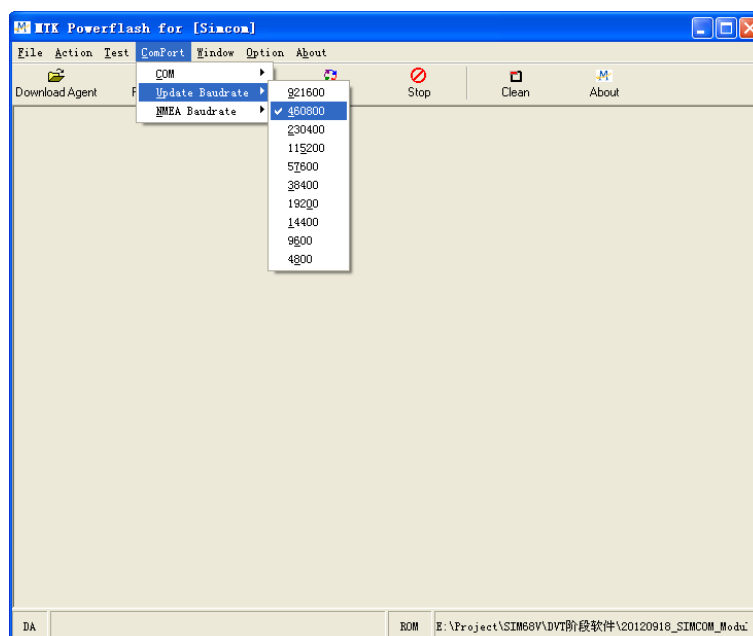 MTK Powerflash for [Simcom]
File Action Test ComPort Window Option About
Download Agent Stop Clean About
COM
Update Baudrate
NMEA Baudrate
921600
460800
230400
115200
57600
38400
19200
14400
9600
4800
DA ROM E:\Project\SIM68V\DVT阶段软件\20120918_SIMCOM_Modu